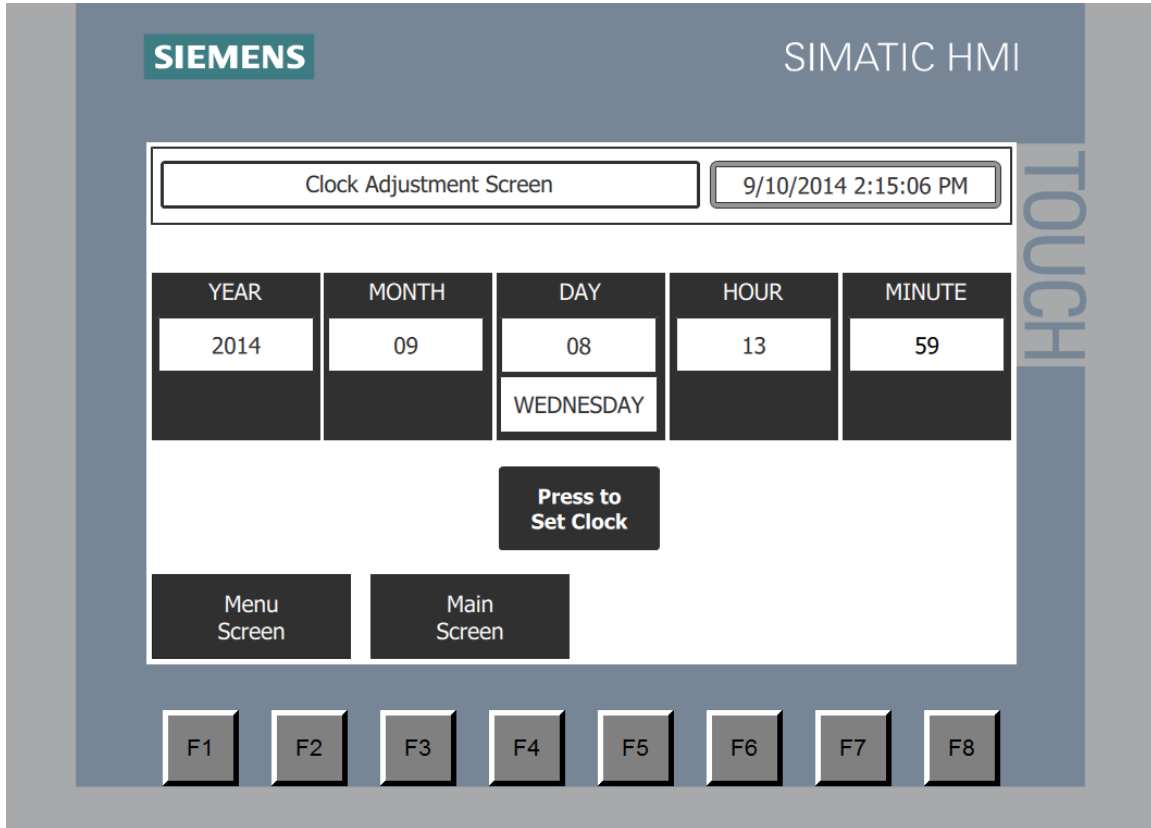 SIEMENS
SIMATIC HMI
TOUCH
Clock Adjustment Screen
9/10/2014 2:15:06 PM
YEAR MONTH DAY HOUR MINUTE
2014 09 08 13 59
WEDNESDAY
Press to
Set Clock
Menu
Screen
Main
Screen
F1 F2 F3 F4 F5 F6 F7 F8